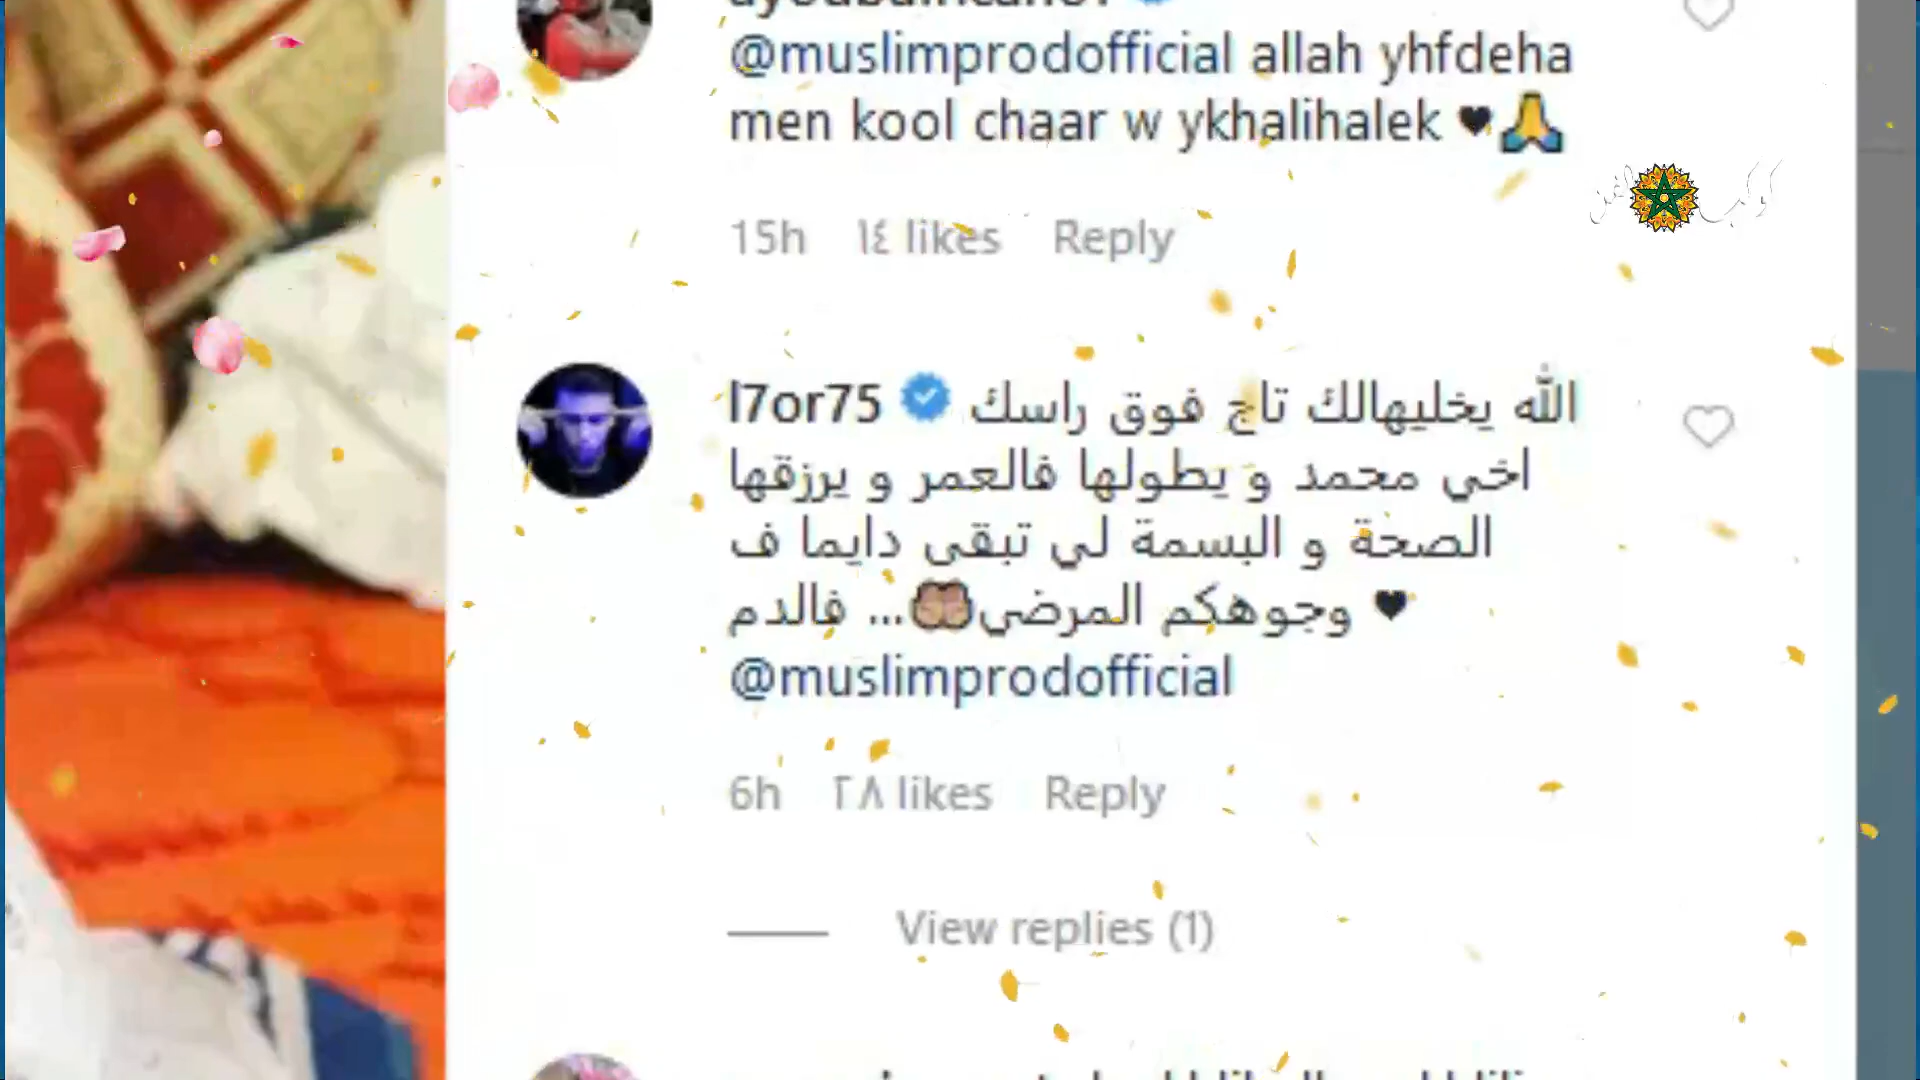 @muslimprodofficial allah yhfdeha
men kool chaar w ykhalihalek ♥🙏
15h ١٤ likes Reply
l7or75 الله يخليهالك تاج فوق راسك
اخي محمد و يطولها فالعمر و يرزقها
الصحة و البسمة لي تبقى دايما ف
وجوهكم المرضي🤲🏼... فالدم ♥
@muslimprodofficial
6h ٢٨ likes Reply
View replies (1)